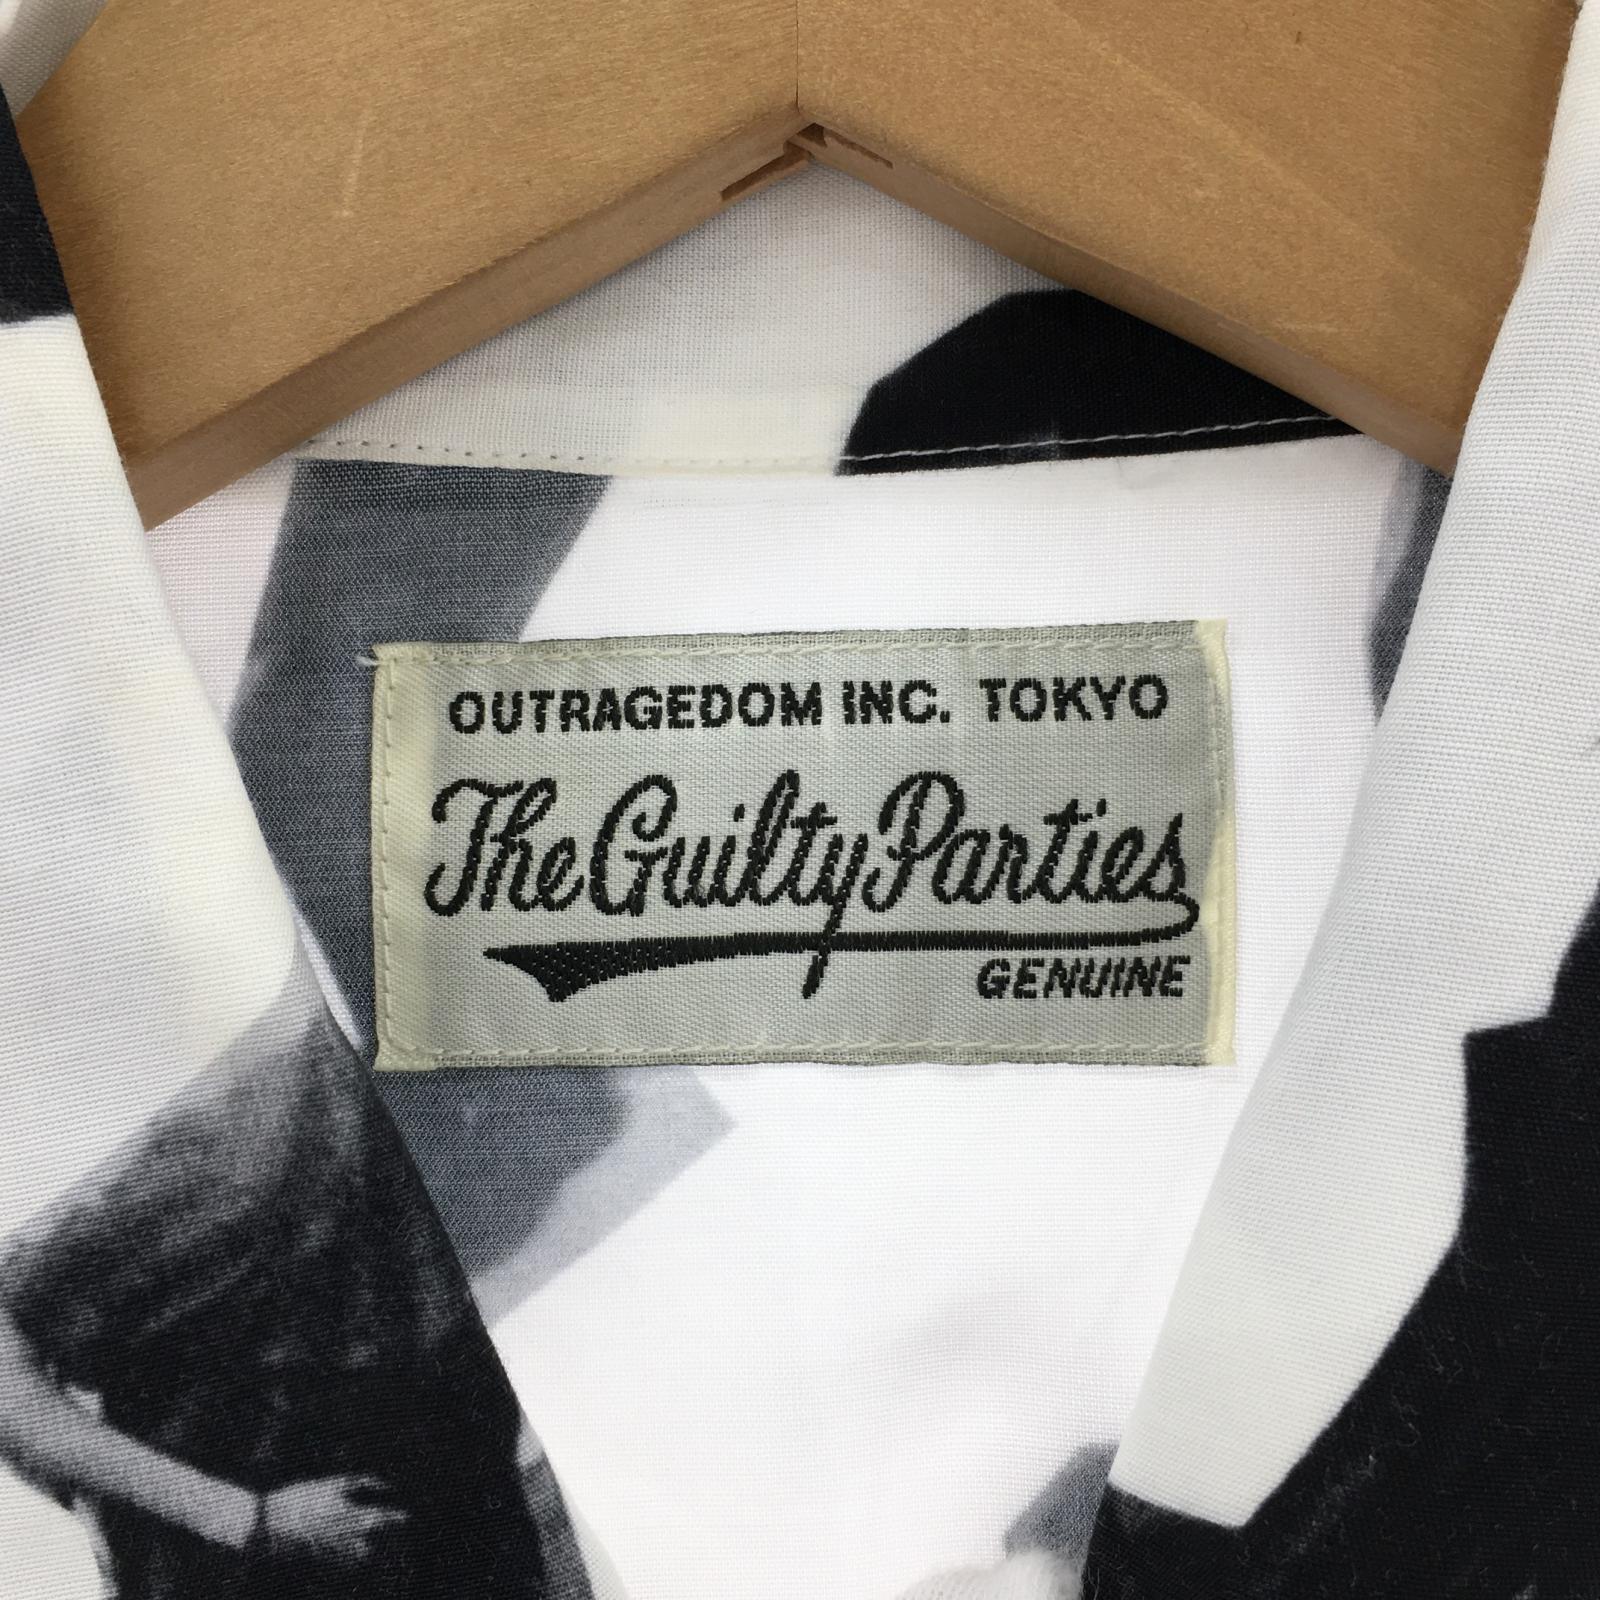 OUTRAGEDOM INC. TOKYO
The Guilty Parties
GENUINE